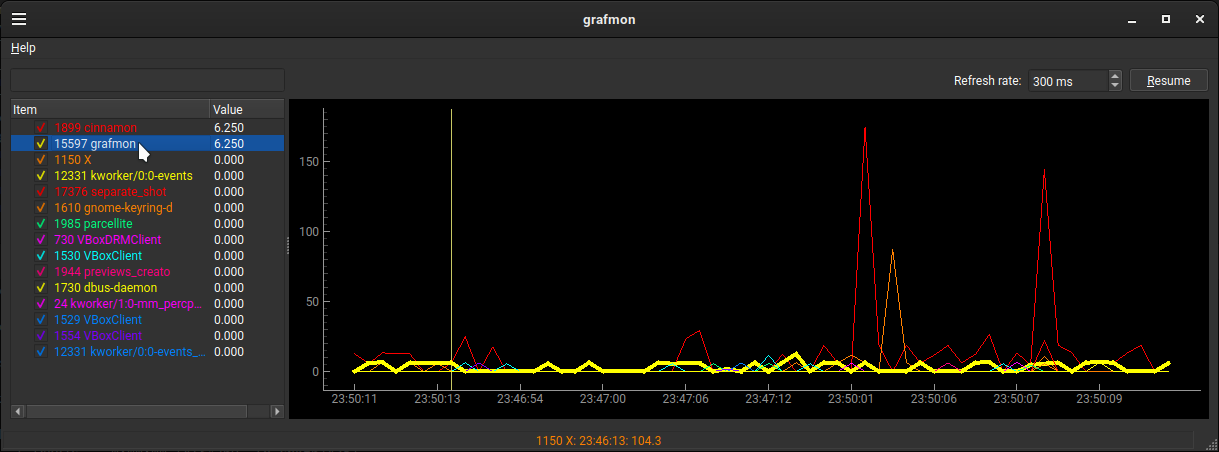 grafmon
Help
Refresh rate: 300 ms Resume
Item Value
1899 cinnamon 6.250
15597 grafmon 6.250
1150 X 0.000
12331 kworker/0:0-events 0.000
17376 separate_shot 0.000
1610 gnome-keyring-d 0.000
1985 parcellite 0.000
730 VBoxDRMClient 0.000
1530 VBoxClient 0.000
1944 previews_creato 0.000
1730 dbus-daemon 0.000
24 kworker/1:0-mm_percp... 0.000
1529 VBoxClient 0.000
1554 VBoxClient 0.000
12331 kworker/0:0-events_... 0.000
150
100
50
0
23:50:11 23:50:13 23:46:54 23:47:00 23:47:06 23:47:12 23:50:01 23:50:06 23:50:07 23:50:09
1150 X: 23:46:13: 104.3